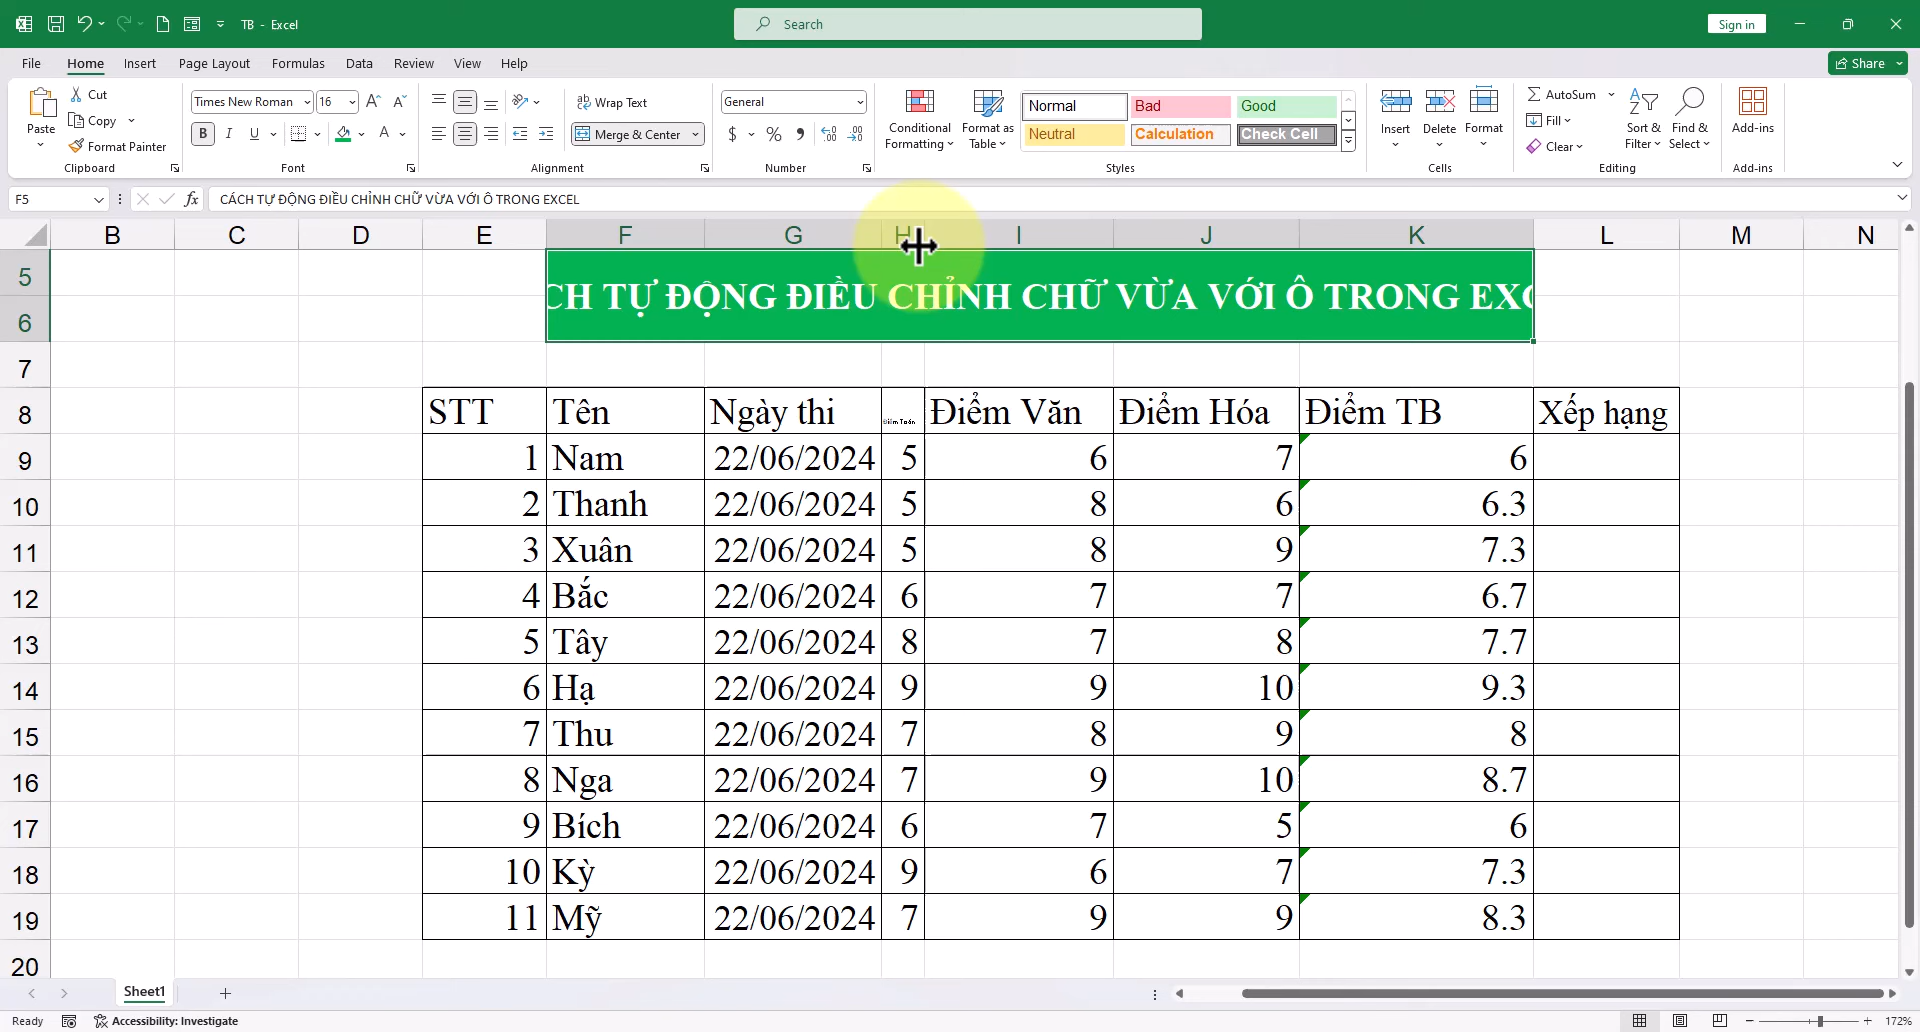 TB - Excel
Search
Sign in
File Home Insert Page Layout Formulas Data Review View Help
Share
Paste
Cut
Copy
Format Painter
Clipboard
Times New Roman 16
B I U
Font
Wrap Text
Merge & Center
Alignment
General
$ % 9
Number
Conditional Formatting
Format as Table
Normal Bad Good
Neutral Calculation Check Cell
Styles
Insert Delete Format
Cells
AutoSum
Fill
Clear
Sort & Filter
Find & Select
Editing
Add-ins
Add-ins
F5 fx CÁCH TỰ ĐỘNG ĐIỀU CHỈNH CHỮ VỪA VỚI Ô TRONG EXCEL
B C D E F G H I J K L M N
5
CH TỰ ĐỘNG ĐIỀU CHỈNH CHỮ VỪA VỚI Ô TRONG EXC
6
7
8 STT Tên Ngày thi Điểm Toán Điểm Văn Điểm Hóa Điểm TB Xếp hạng
9 1 Nam 22/06/2024 5 6 7 6
10 2 Thanh 22/06/2024 5 8 6 6.3
11 3 Xuân 22/06/2024 5 8 9 7.3
12 4 Bắc 22/06/2024 6 7 7 6.7
13 5 Tây 22/06/2024 8 7 8 7.7
14 6 Hạ 22/06/2024 9 9 10 9.3
15 7 Thu 22/06/2024 7 8 9 8
16 8 Nga 22/06/2024 7 9 10 8.7
17 9 Bích 22/06/2024 6 7 5 6
18 10 Kỳ 22/06/2024 9 6 7 7.3
19 11 Mỹ 22/06/2024 7 9 9 8.3
20
Sheet1
Ready Accessibility: Investigate 172%